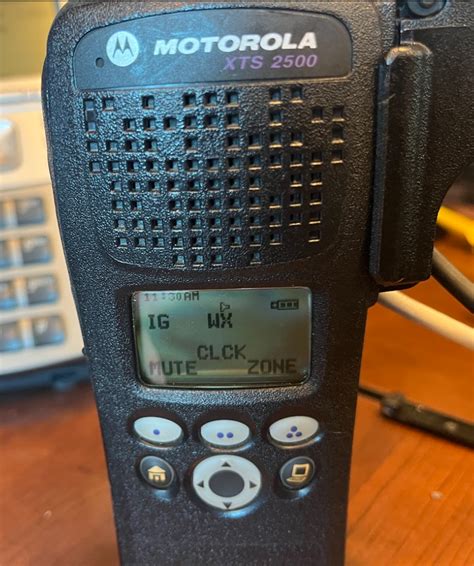 MOTOROLA
XTS 2500
11:30AM
IG WX
CLCK
MUTE ZONE